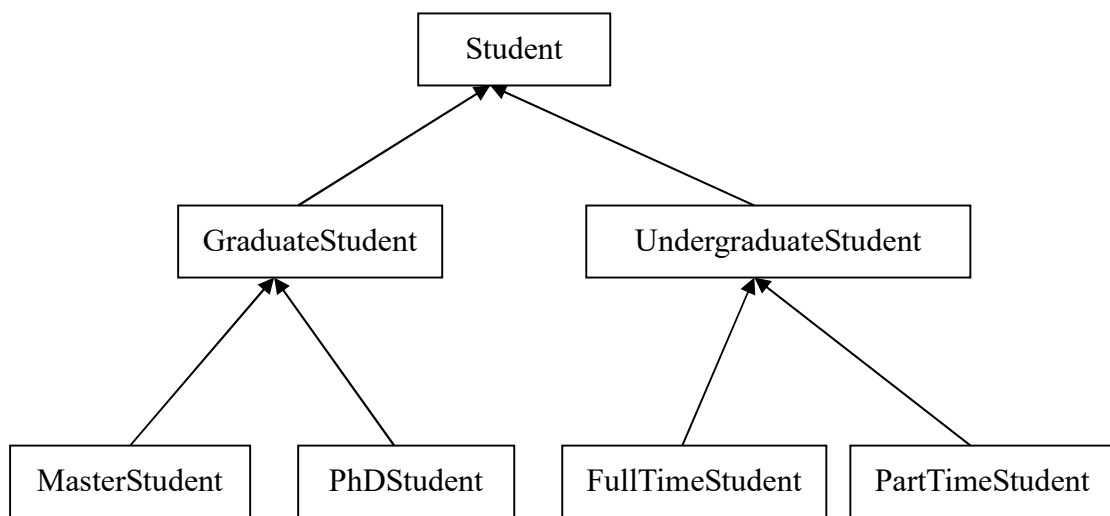 Student
GraduateStudent
UndergraduateStudent
MasterStudent
PhDStudent
FullTimeStudent
PartTimeStudent